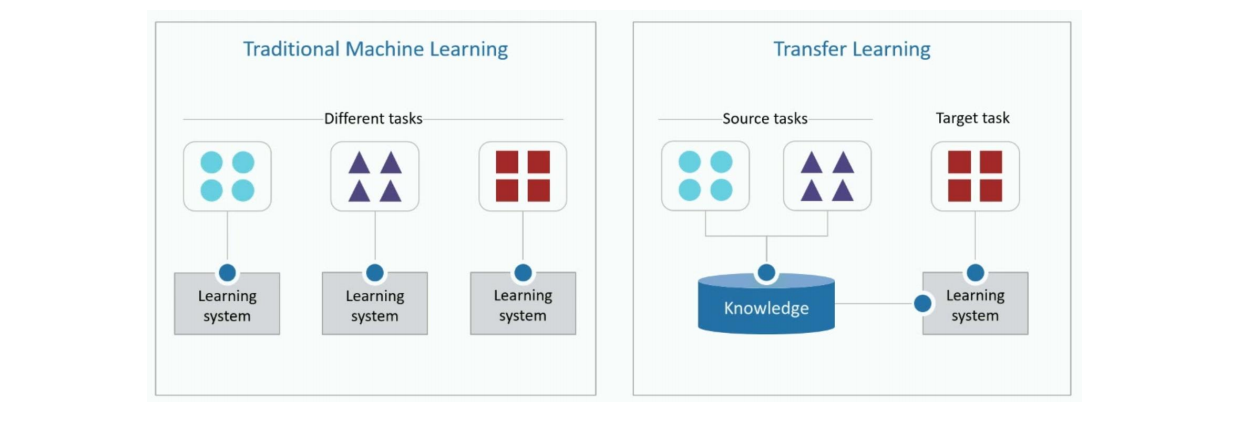 Traditional Machine Learning
Different tasks
Learning
system
Learning
system
Learning
system
Transfer Learning
Source tasks
Target task
Knowledge
Learning
system